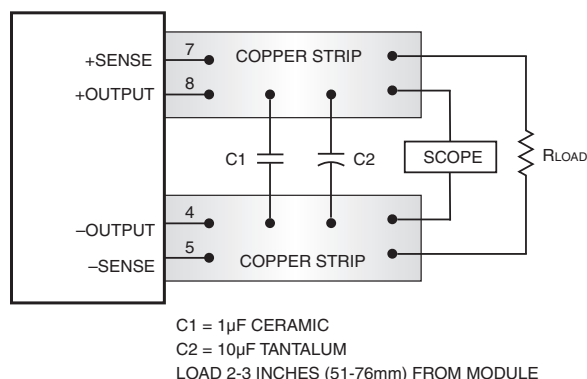 +SENSE 7 COPPER STRIP
+OUTPUT 8
C1 C2 SCOPE RLOAD
–OUTPUT 4
–SENSE 5 COPPER STRIP
C1 = 1µF CERAMIC
C2 = 10µF TANTALUM
LOAD 2-3 INCHES (51-76mm) FROM MODULE